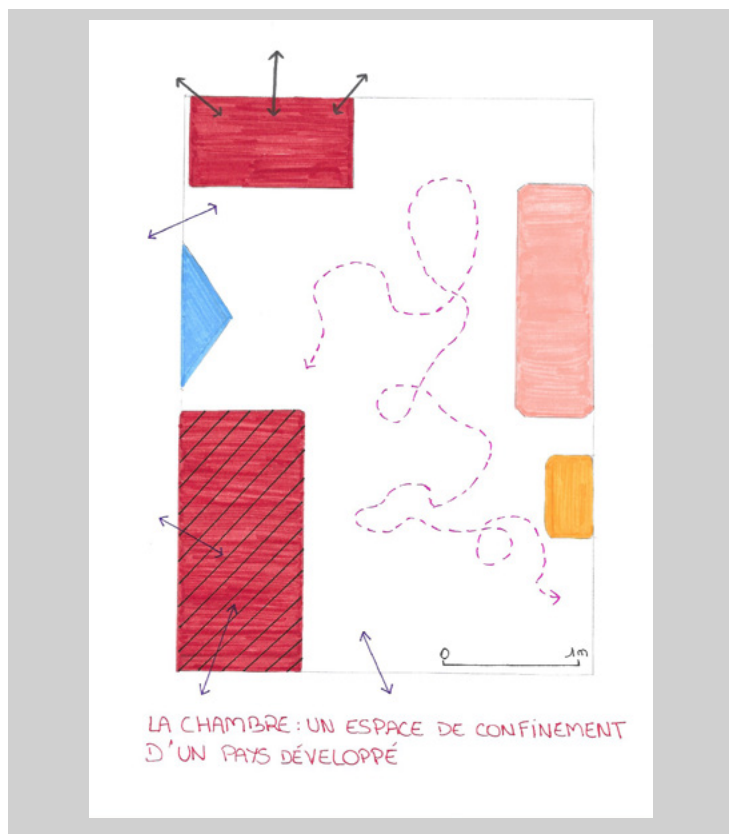 0 1m
LA CHAMBRE : UN ESPACE DE CONFINEMENT
D'UN PAYS DÉVELOPPÉ